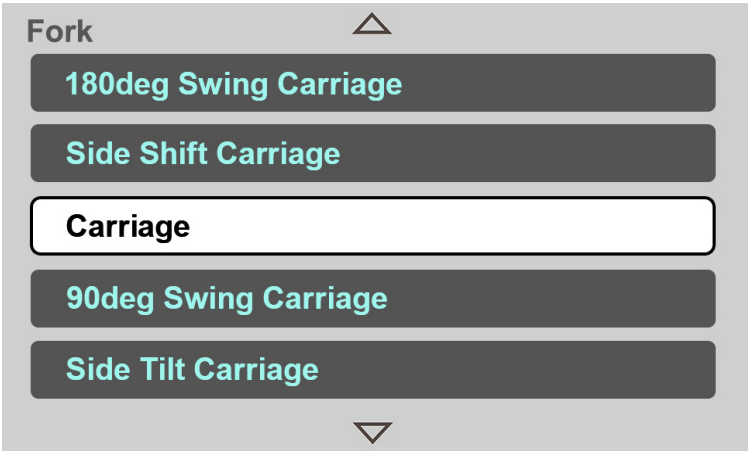 Fork
180deg Swing Carriage
Side Shift Carriage
Carriage
90deg Swing Carriage
Side Tilt Carriage